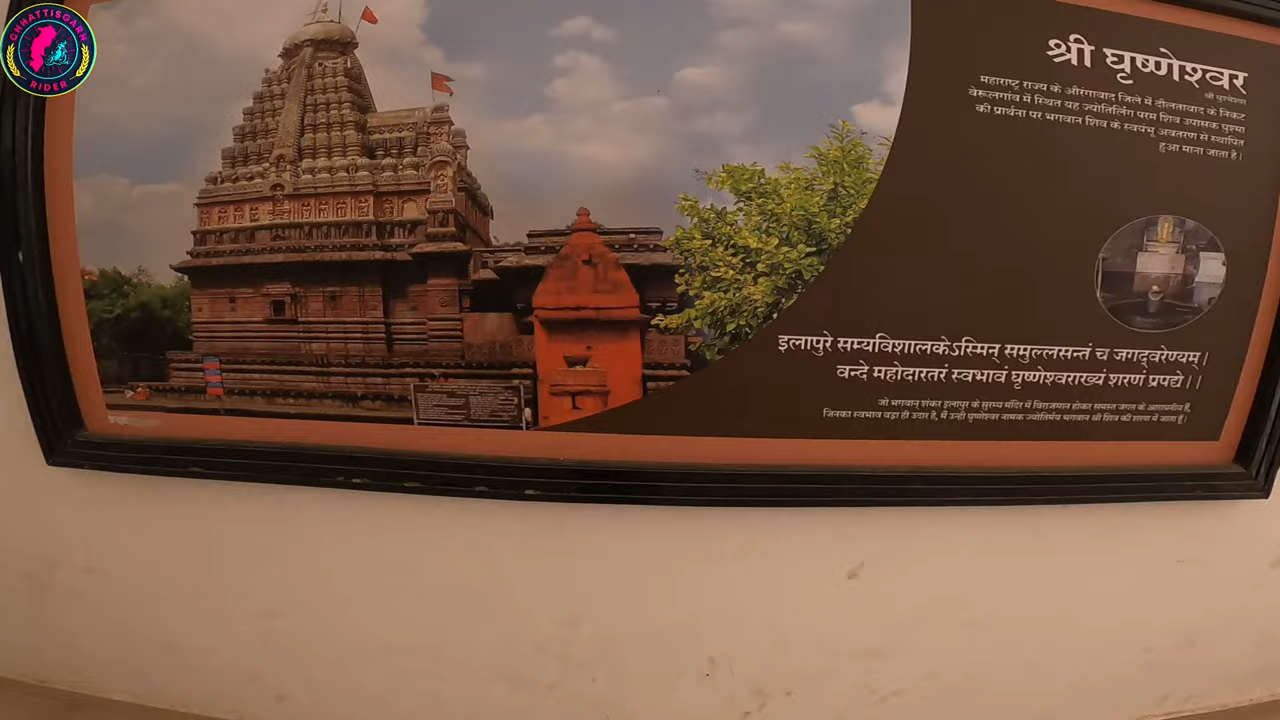 CHHATTISGARH
RIDER
श्री घृष्णेश्वर
महाराष्ट्र राज्य के औरंगाबाद जिले में दौलताबाद के निकट
वेरूलगांव में स्थित यह ज्योतिर्लिंग परम शिव उपासक घुश्मा
की प्रार्थना पर भगवान शिव के स्वयंभू अवतरण से स्थापित
हुआ माना जाता है।
इलापुरे सम्यविशालकेऽस्मिन् समुल्लसन्तं च जगद्वरेण्यम्।
वन्दे महोदारतरं स्वभावं घृष्णेश्वराख्यं शरणं प्रपद्ये।।
जो भगवान् शंकर इलापुर के सुरम्य मंदिर में विराजमान होकर समस्त जगत के आराधनीय हैं,
जिनका स्वभाव बड़ा ही उदार है, मैं उन्हीं घृष्णेश्वर नामक ज्योतिर्मय भगवान श्री शिव की शरण में जाता हूँ।